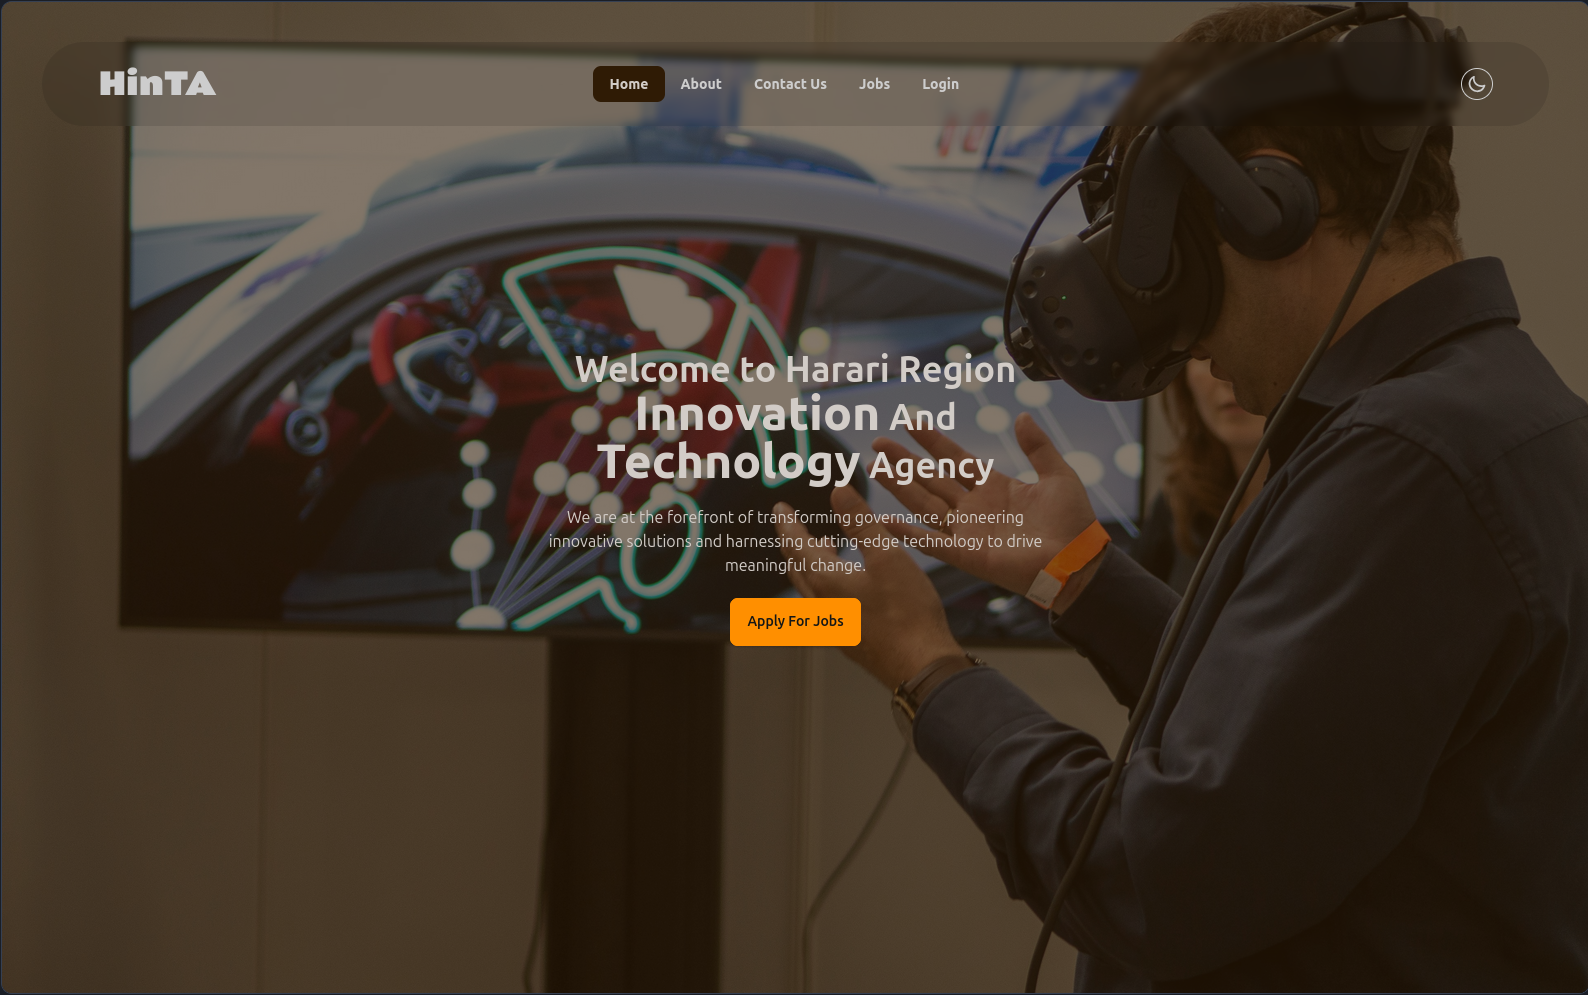 HinTA
Home
About
Contact Us
Jobs
Login
Welcome to Harari Region
Innovation And
Technology Agency
We are at the forefront of transforming governance, pioneering
innovative solutions and harnessing cutting-edge technology to drive
meaningful change.
Apply For Jobs